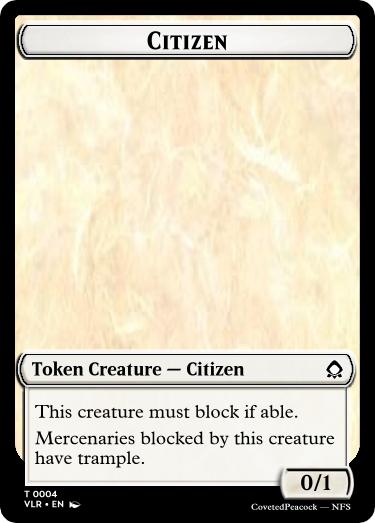 Citizen
Token Creature — Citizen
This creature must block if able.
Mercenaries blocked by this creature
have trample.
0/1
T 0004
VLR • EN
CovetedPeacock — NFS